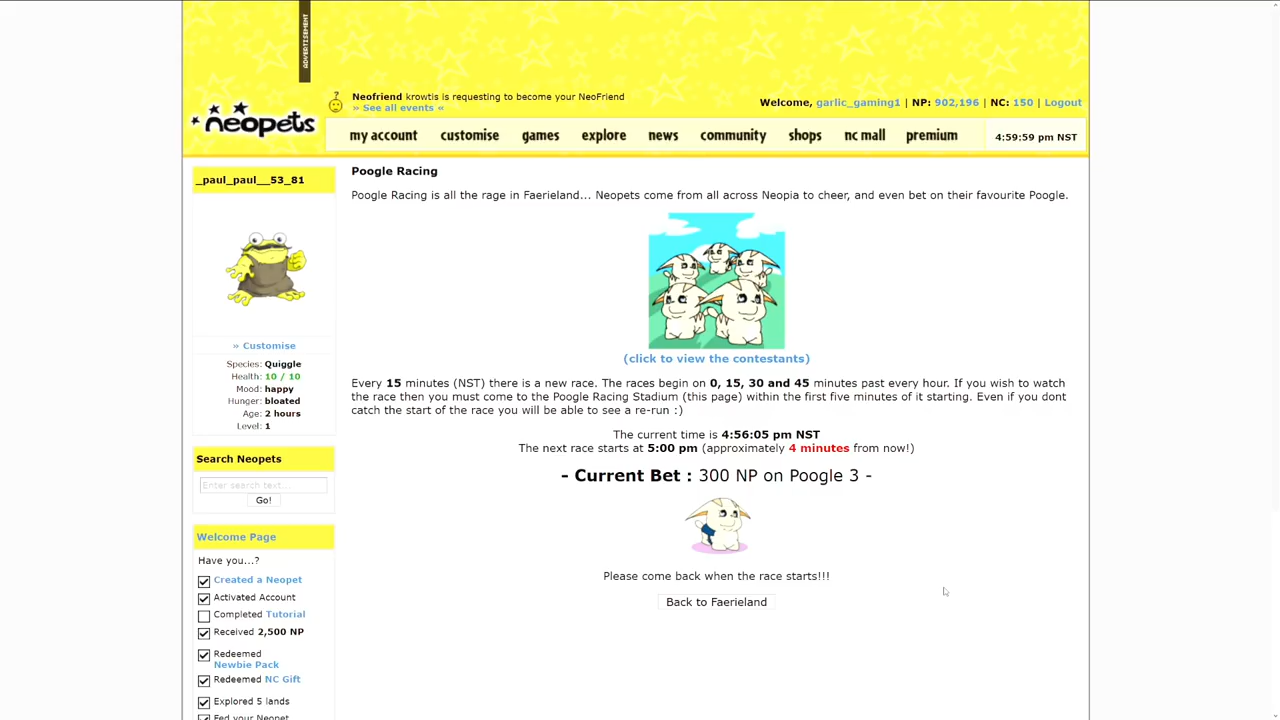 ADVERTISEMENT
Neofriend krowtis is requesting to become your NeoFriend
» See all events «
Welcome, garlic_gaming1 | NP: 902,196 | NC: 150 | Logout
neopets
my account customise games explore news community shops nc mall premium 4:59:59 pm NST
_paul_paul__53_81
» Customise
Species: Quiggle
Health: 10 / 10
Mood: happy
Hunger: bloated
Age: 2 hours
Level: 1
Search Neopets
Enter search text...
Go!
Welcome Page
Have you...?
Created a Neopet
Activated Account
Completed Tutorial
Received 2,500 NP
Redeemed
Newbie Pack
Redeemed NC Gift
Explored 5 lands
Fed your Neopet
Poogle Racing
Poogle Racing is all the rage in Faerieland... Neopets come from all across Neopia to cheer, and even bet on their favourite Poogle.
(click to view the contestants)
Every 15 minutes (NST) there is a new race. The races begin on 0, 15, 30 and 45 minutes past every hour. If you wish to watch
the race then you must come to the Poogle Racing Stadium (this page) within the first five minutes of it starting. Even if you dont
catch the start of the race you will be able to see a re-run :)
The current time is 4:56:05 pm NST
The next race starts at 5:00 pm (approximately 4 minutes from now!)
- Current Bet : 300 NP on Poogle 3 -
Please come back when the race starts!!!
Back to Faerieland